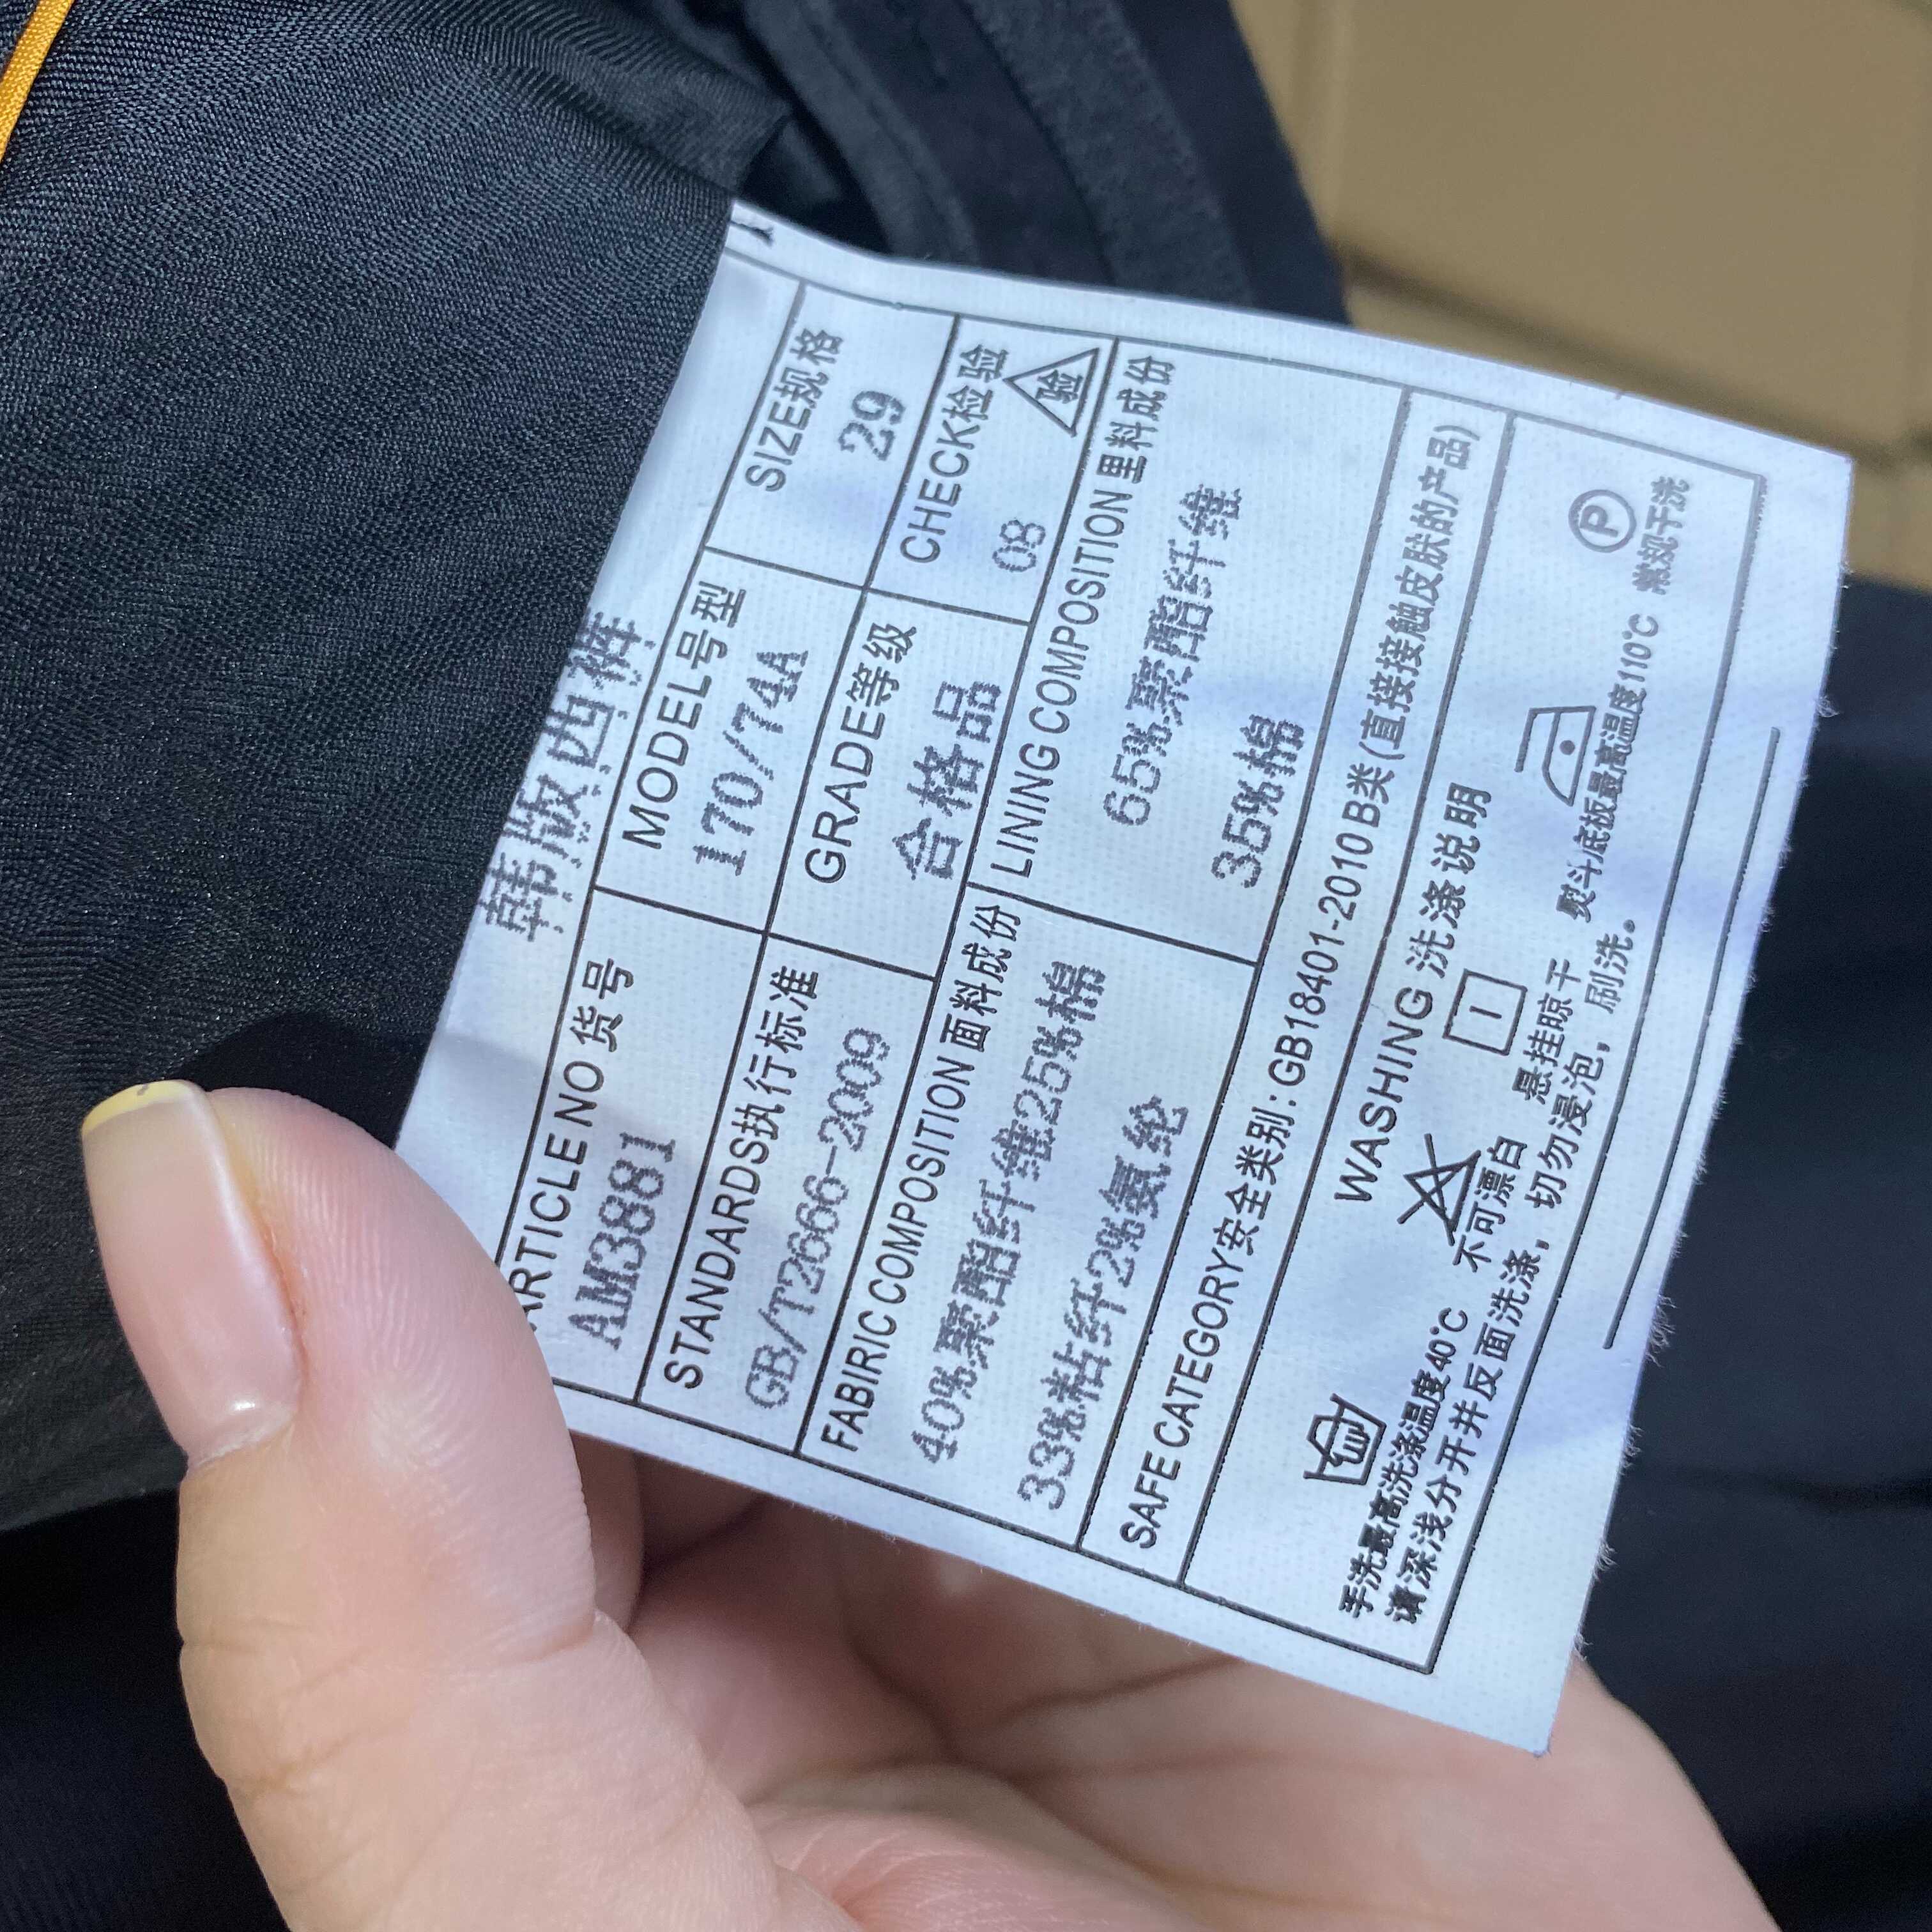 韩版西裤
ARTICLE NO 货号
AM3881
MODEL号型
170/74A
SIZE规格
29
STANDARDS执行标准
GB/T2666-2009
GRADE等级
合格品
CHECK检验
08
验
FABIRIC COMPOSITION 面料成份
40%聚酯纤维25%棉
33%粘纤2%氨纶
LINING COMPOSITION 里料成份
65%聚酯纤维
35%棉
SAFE CATEGORY安全类别: GB18401-2010 B类(直接接触皮肤的产品)
WASHING 洗涤说明
P
手洗最高洗涤温度40℃ 不可漂白 悬挂晾干 熨斗底板最高温度110℃ 常规干洗
请深浅分开并反面洗涤, 切勿浸泡, 刷洗。